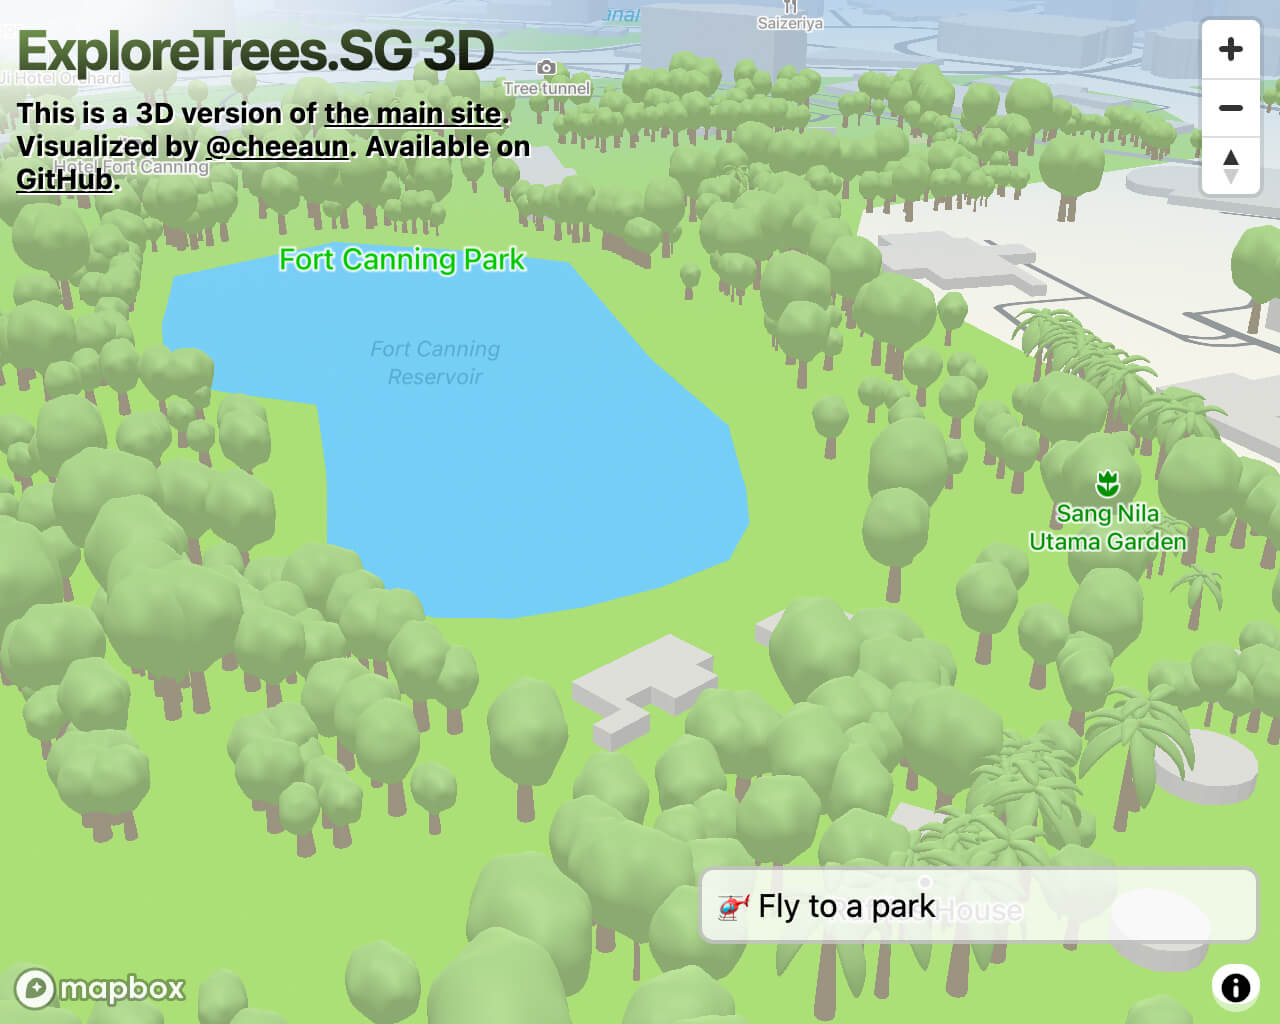 ExploreTrees.SG 3D
This is a 3D version of the main site.
Visualized by @cheeaun. Available on
GitHub.
Hotel Fort Canning
Tree tunnel
Saizeriya
Fort Canning Park
Fort Canning
Reservoir
Sang Nila
Utama Garden
🚁 Fly to a park
House
mapbox